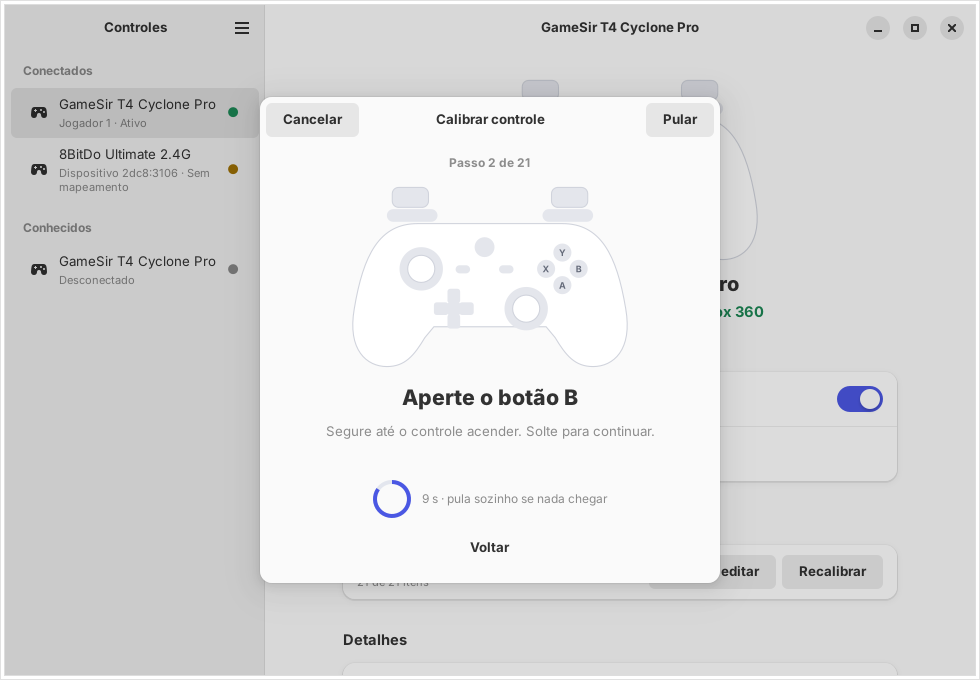 Controles
GameSir T4 Cyclone Pro
Conectados
GameSir T4 Cyclone Pro
Jogador 1 · Ativo
8BitDo Ultimate 2.4G
Dispositivo 2dc8:3106 · Sem
mapeamento
Conhecidos
GameSir T4 Cyclone Pro
Desconectado
Cancelar
Calibrar controle
Pular
Passo 2 de 21
Y
X
B
A
Aperte o botão B
Segure até o controle acender. Solte para continuar.
9 s · pula sozinho se nada chegar
Voltar
ro
ox 360
editar
Recalibrar
Detalhes